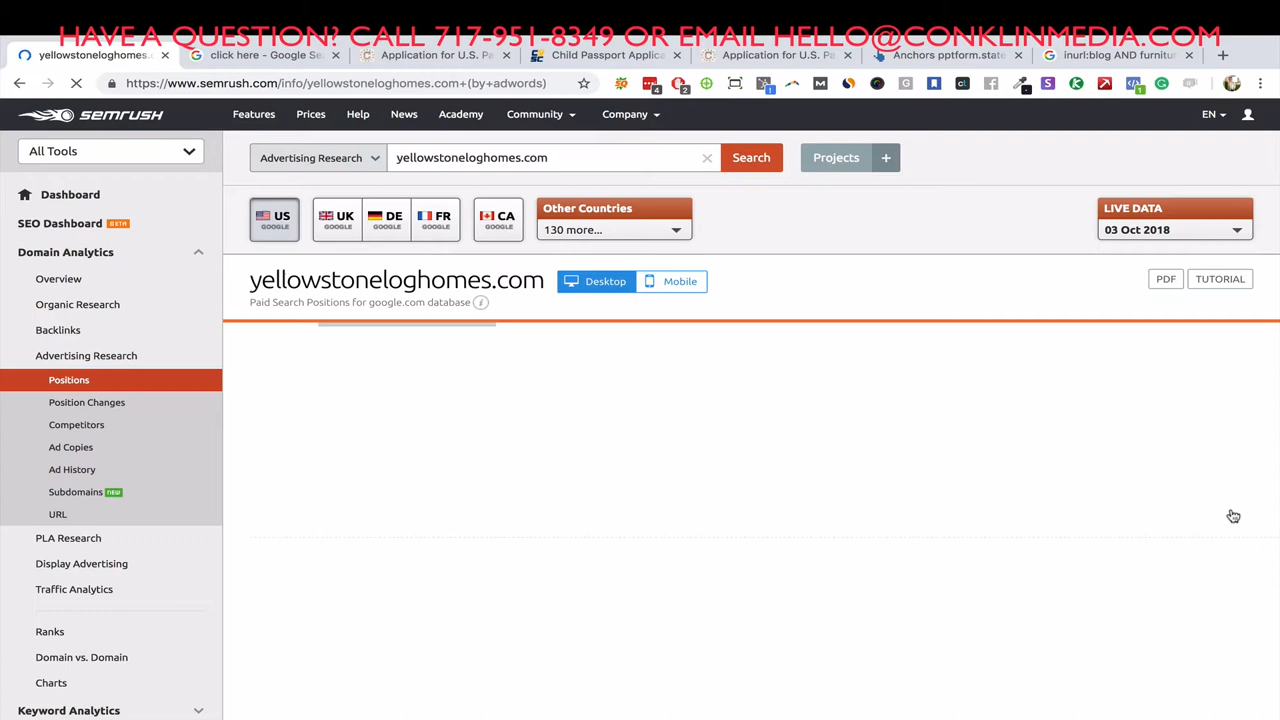 HAVE A QUESTION? CALL 717-951-8349 OR EMAIL HELLO@CONKLINMEDIA.COM
yellowstoneloghomes.c
click here - Google Se
Application for U.S. Pa
Child Passport Applica
Application for U.S. Pa
Anchors pptform.state
inurl:blog AND furnitur
https://www.semrush.com/info/yellowstoneloghomes.com+(by+adwords)
SEMRUSH
Features
Prices
Help
News
Academy
Community
Company
EN
All Tools
Advertising Research
yellowstoneloghomes.com
Search
Projects
+
Dashboard
SEO Dashboard BETA
Domain Analytics
Overview
Organic Research
Backlinks
Advertising Research
Positions
Position Changes
Competitors
Ad Copies
Ad History
Subdomains NEW
URL
PLA Research
Display Advertising
Traffic Analytics
Ranks
Domain vs. Domain
Charts
Keyword Analytics
US
GOOGLE
UK
GOOGLE
DE
GOOGLE
FR
GOOGLE
CA
GOOGLE
Other Countries
130 more...
LIVE DATA
03 Oct 2018
yellowstoneloghomes.com
Desktop
Mobile
PDF
TUTORIAL
Paid Search Positions for google.com database